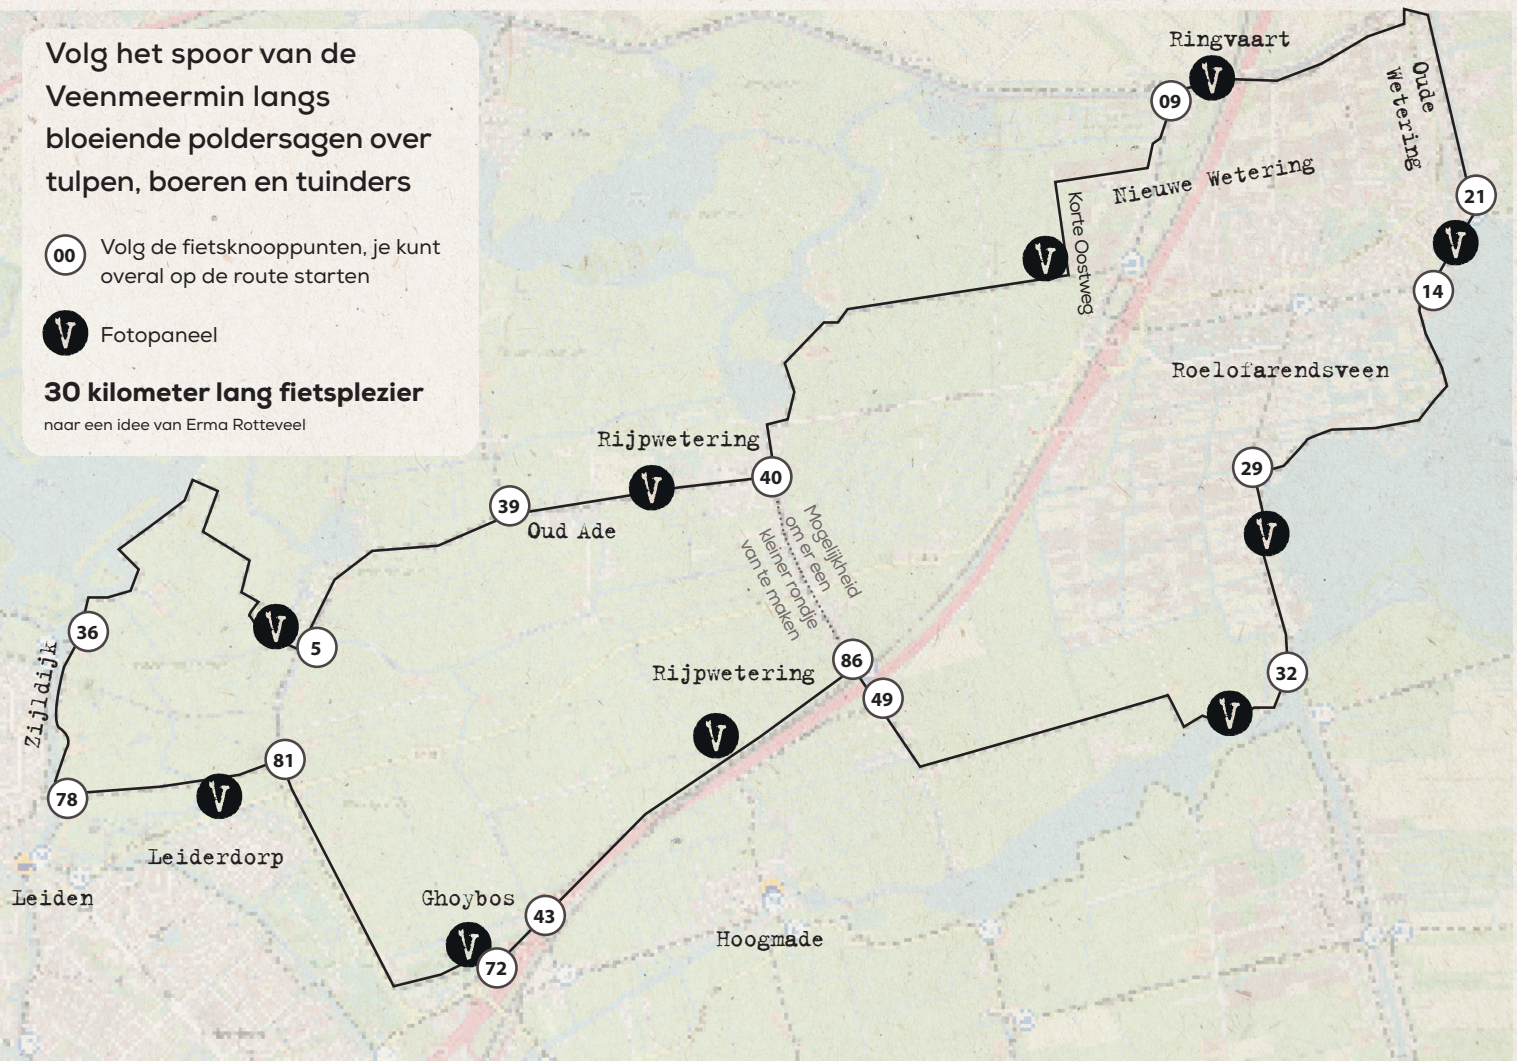 Volg het spoor van de
Veenmeermin langs
bloeiende poldersagen over
tulpen, boeren en tuinders
00
Volg de fietsknooppunten, je kunt
overal op de route starten
V
Fotopaneel
30 kilometer lang fietsplezier
naar een idee van Erma Rotteveel
Ringvaart
V
09
Oude
Wetering
Nieuwe Wetering
21
V
Korte Oostweg
V
14
Roelofarendsveen
Rijpwetering
29
40
V
39
Oud Ade
V
Mogelijkheid
om er een
kleiner rondje
van te maken
36
V
5
86
Rijpwetering
32
49
Zijldijk
V
V
81
78
V
Leiderdorp
Leiden
Ghoybos
43
V
72
Hoogmade